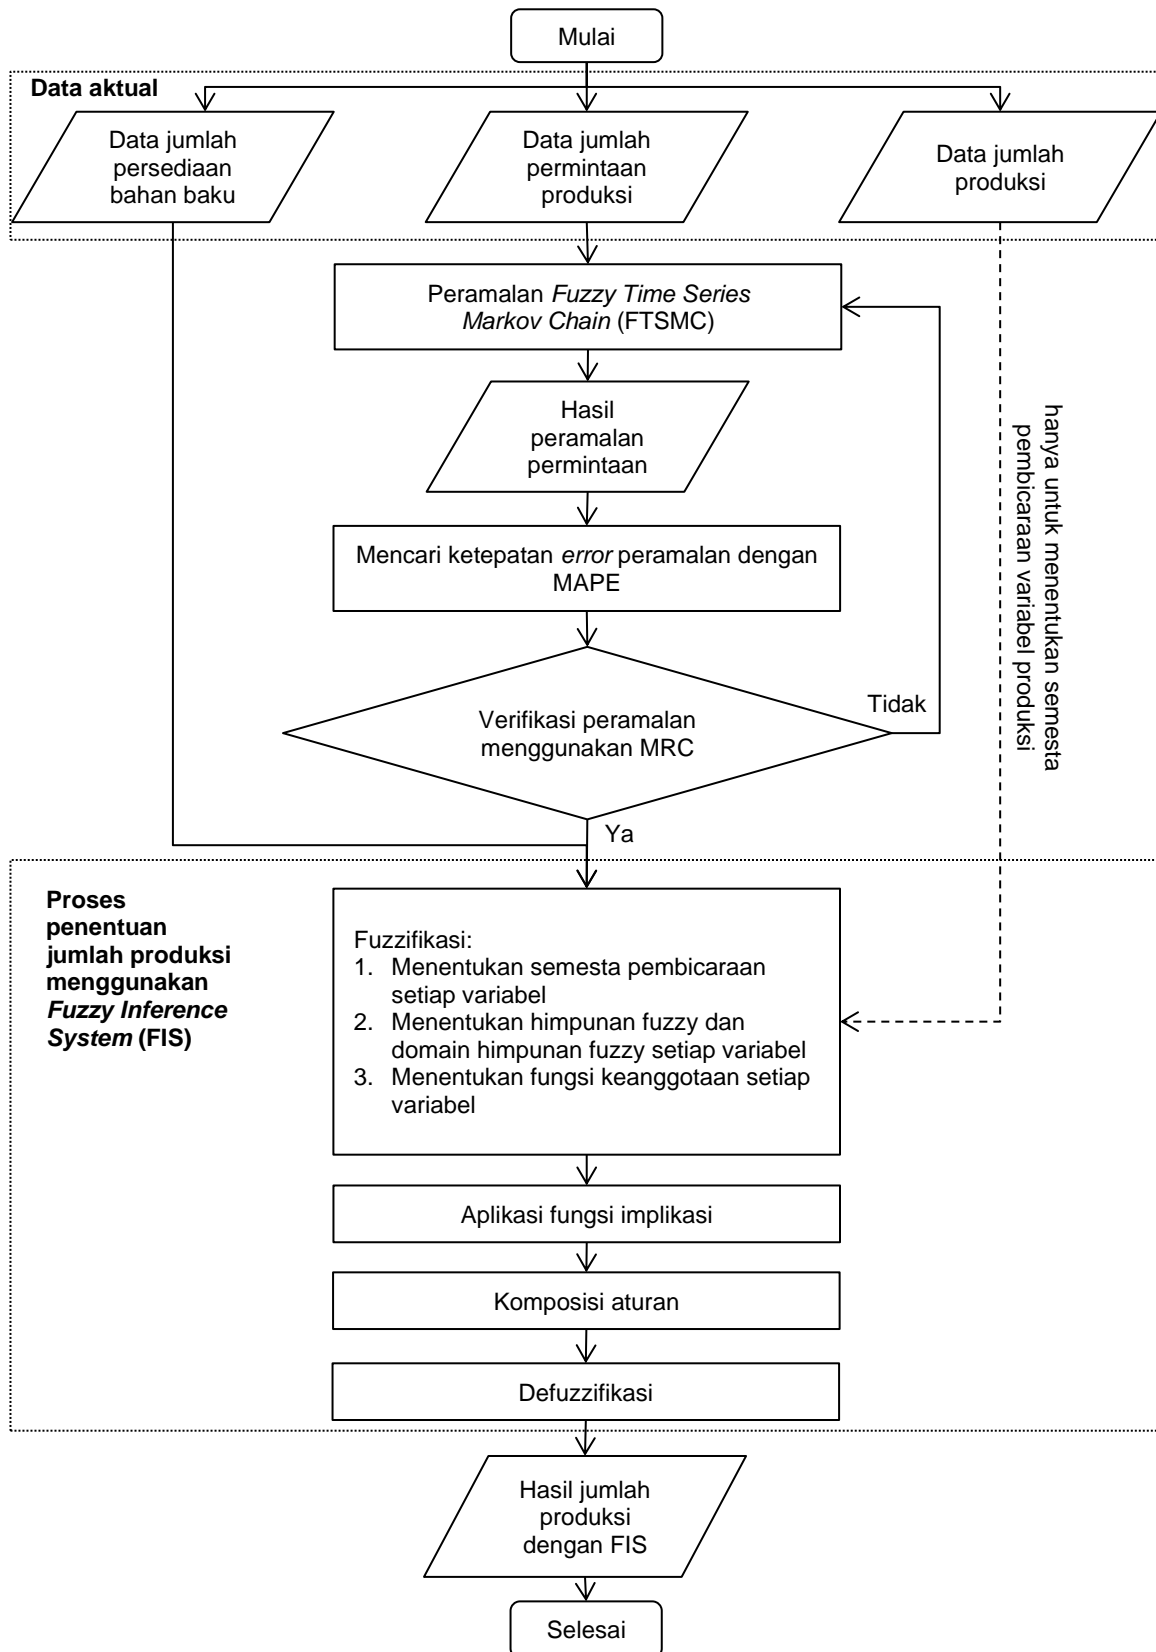 Mulai
Data aktual
Data jumlah
persediaan
bahan baku
Data jumlah
permintaan
produksi
Data jumlah
produksi
Peramalan Fuzzy Time Series
Markov Chain (FTSMC)
Hasil
peramalan
permintaan
hanya untuk menentukan semesta
pembicaraan variabel produksi
Mencari ketepatan error peramalan dengan
MAPE
Verifikasi peramalan
menggunakan MRC
Tidak
Ya
Proses
penentuan
jumlah produksi
menggunakan
Fuzzy Inference
System (FIS)
Fuzzifikasi:
1. Menentukan semesta pembicaraan
setiap variabel
2. Menentukan himpunan fuzzy dan
domain himpunan fuzzy setiap variabel
3. Menentukan fungsi keanggotaan setiap
variabel
Aplikasi fungsi implikasi
Komposisi aturan
Defuzzifikasi
Hasil jumlah
produksi
dengan FIS
Selesai